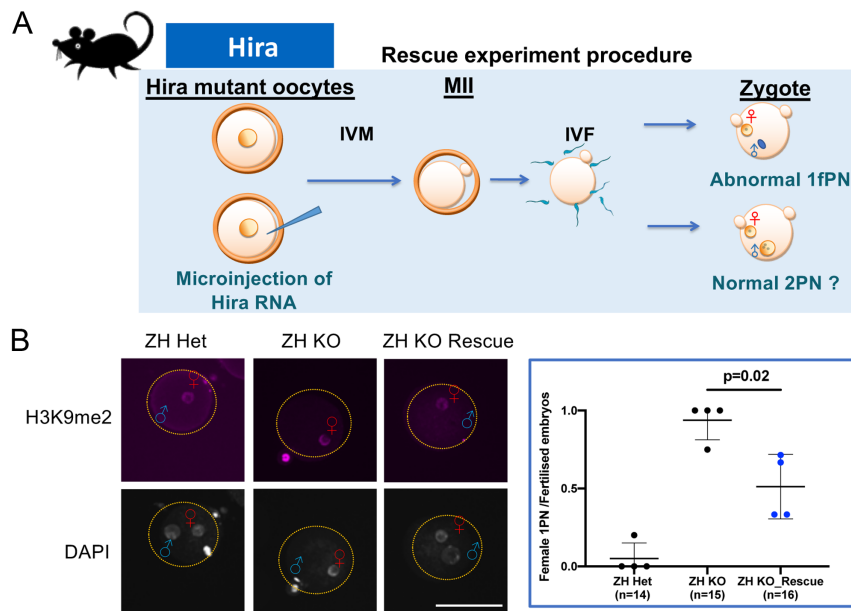 A
Hira
Rescue experiment procedure
Hira mutant oocytes
MII
Zygote
IVM
IVF
♀
♂
Abnormal 1fPN
♀
♂
Microinjection of
Hira RNA
Normal 2PN ?
B
ZH Het
ZH KO
ZH KO Rescue
H3K9me2
♀
♂
♀
♀
♂
DAPI
♀
♂
♂
♀
♀
♂
p=0.02
Female 1PN /Fertilised embryos
1.0
0.5
0.0
ZH Het
(n=14)
ZH KO
(n=15)
ZH KO_Rescue
(n=16)